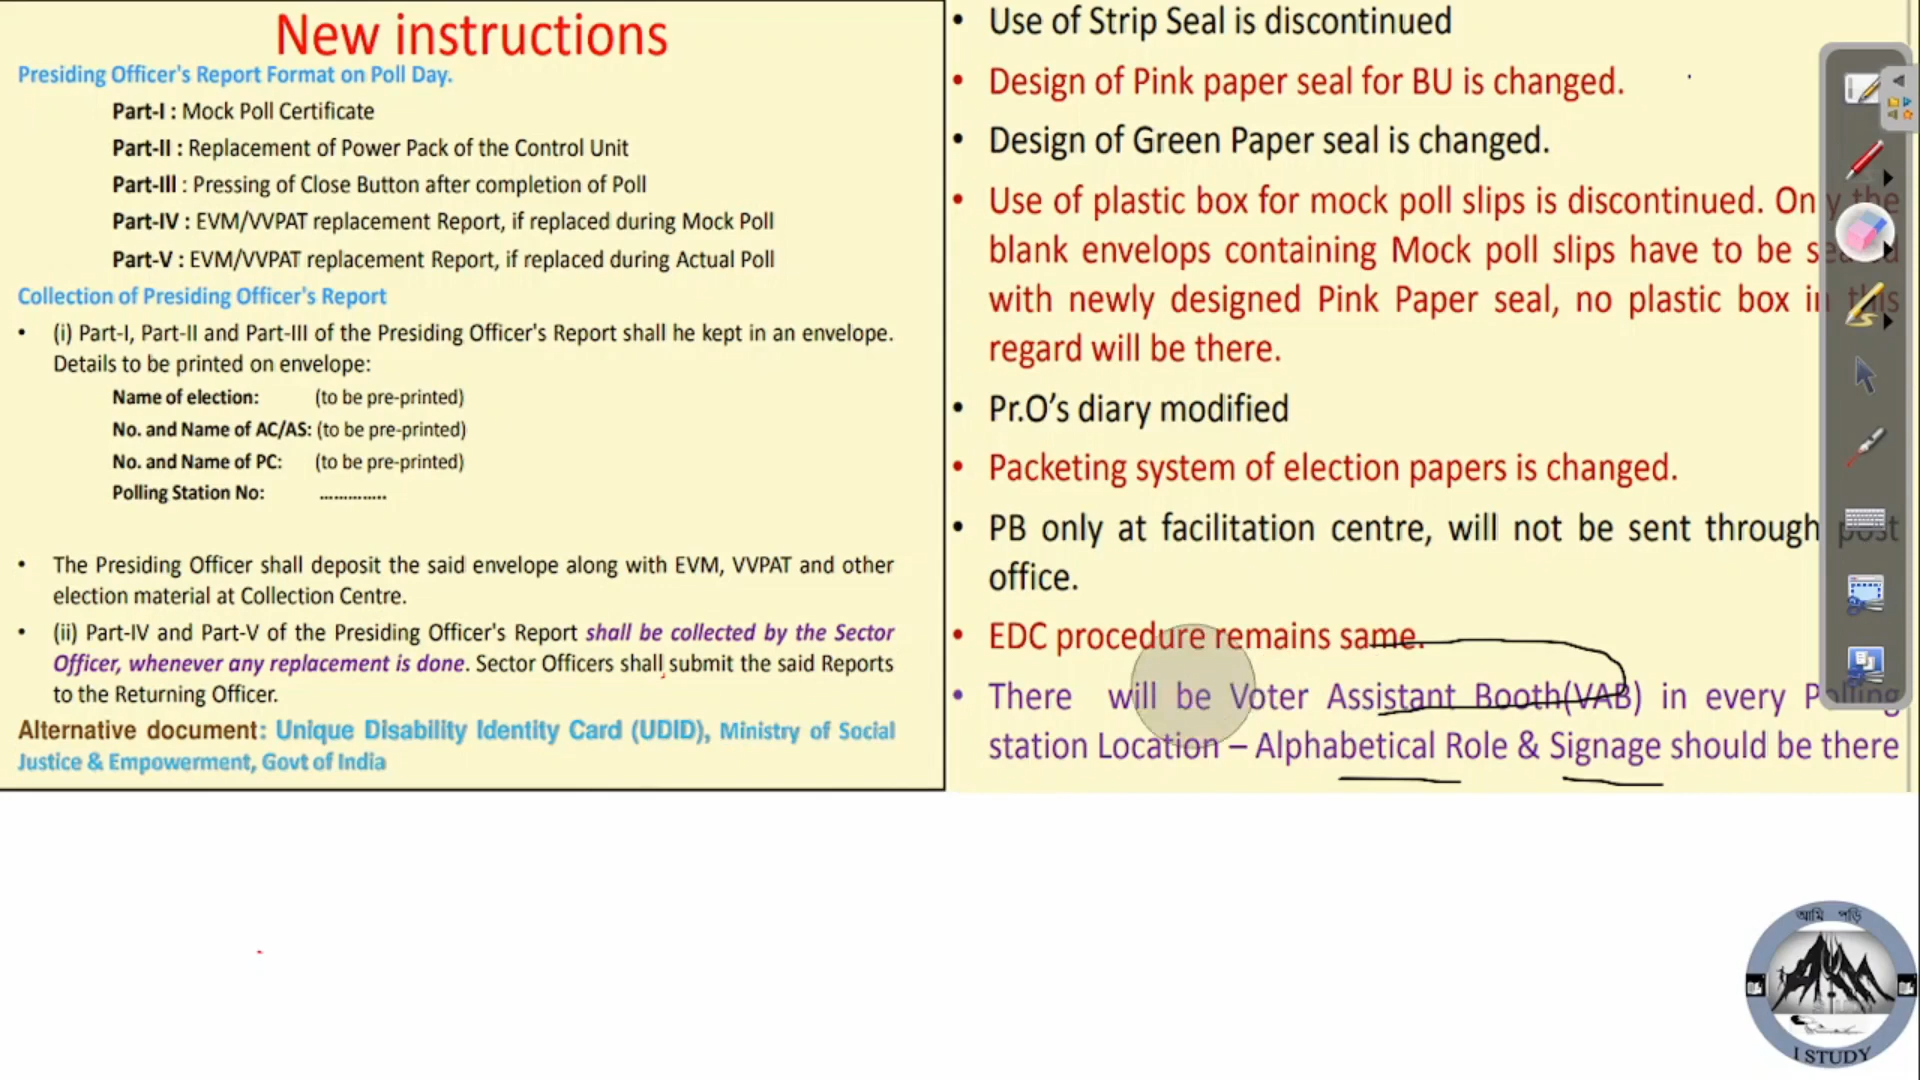 New instructions
Presiding Officer's Report Format on Poll Day.
Part-I : Mock Poll Certificate
Part-II : Replacement of Power Pack of the Control Unit
Part-III : Pressing of Close Button after completion of Poll
Part-IV : EVM/VVPAT replacement Report, if replaced during Mock Poll
Part-V : EVM/VVPAT replacement Report, if replaced during Actual Poll
Collection of Presiding Officer's Report
• (i) Part-I, Part-II and Part-III of the Presiding Officer's Report shall he kept in an envelope.
Details to be printed on envelope:
Name of election: (to be pre-printed)
No. and Name of AC/AS: (to be pre-printed)
No. and Name of PC: (to be pre-printed)
Polling Station No: ..............
• The Presiding Officer shall deposit the said envelope along with EVM, VVPAT and other
election material at Collection Centre.
• (ii) Part-IV and Part-V of the Presiding Officer's Report shall be collected by the Sector
Officer, whenever any replacement is done. Sector Officers shall submit the said Reports
to the Returning Officer.
Alternative document: Unique Disability Identity Card (UDID), Ministry of Social
Justice & Empowerment, Govt of India
• Use of Strip Seal is discontinued
• Design of Pink paper seal for BU is changed.
• Design of Green Paper seal is changed.
• Use of plastic box for mock poll slips is discontinued. Only the
blank envelops containing Mock poll slips have to be sealed
with newly designed Pink Paper seal, no plastic box in this
regard will be there.
• Pr.O's diary modified
• Packeting system of election papers is changed.
• PB only at facilitation centre, will not be sent through post
office.
• EDC procedure remains same.
• There will be Voter Assistant Booth(VAB) in every Polling
station Location – Alphabetical Role & Signage should be there
আমি পড়ি
I STUDY